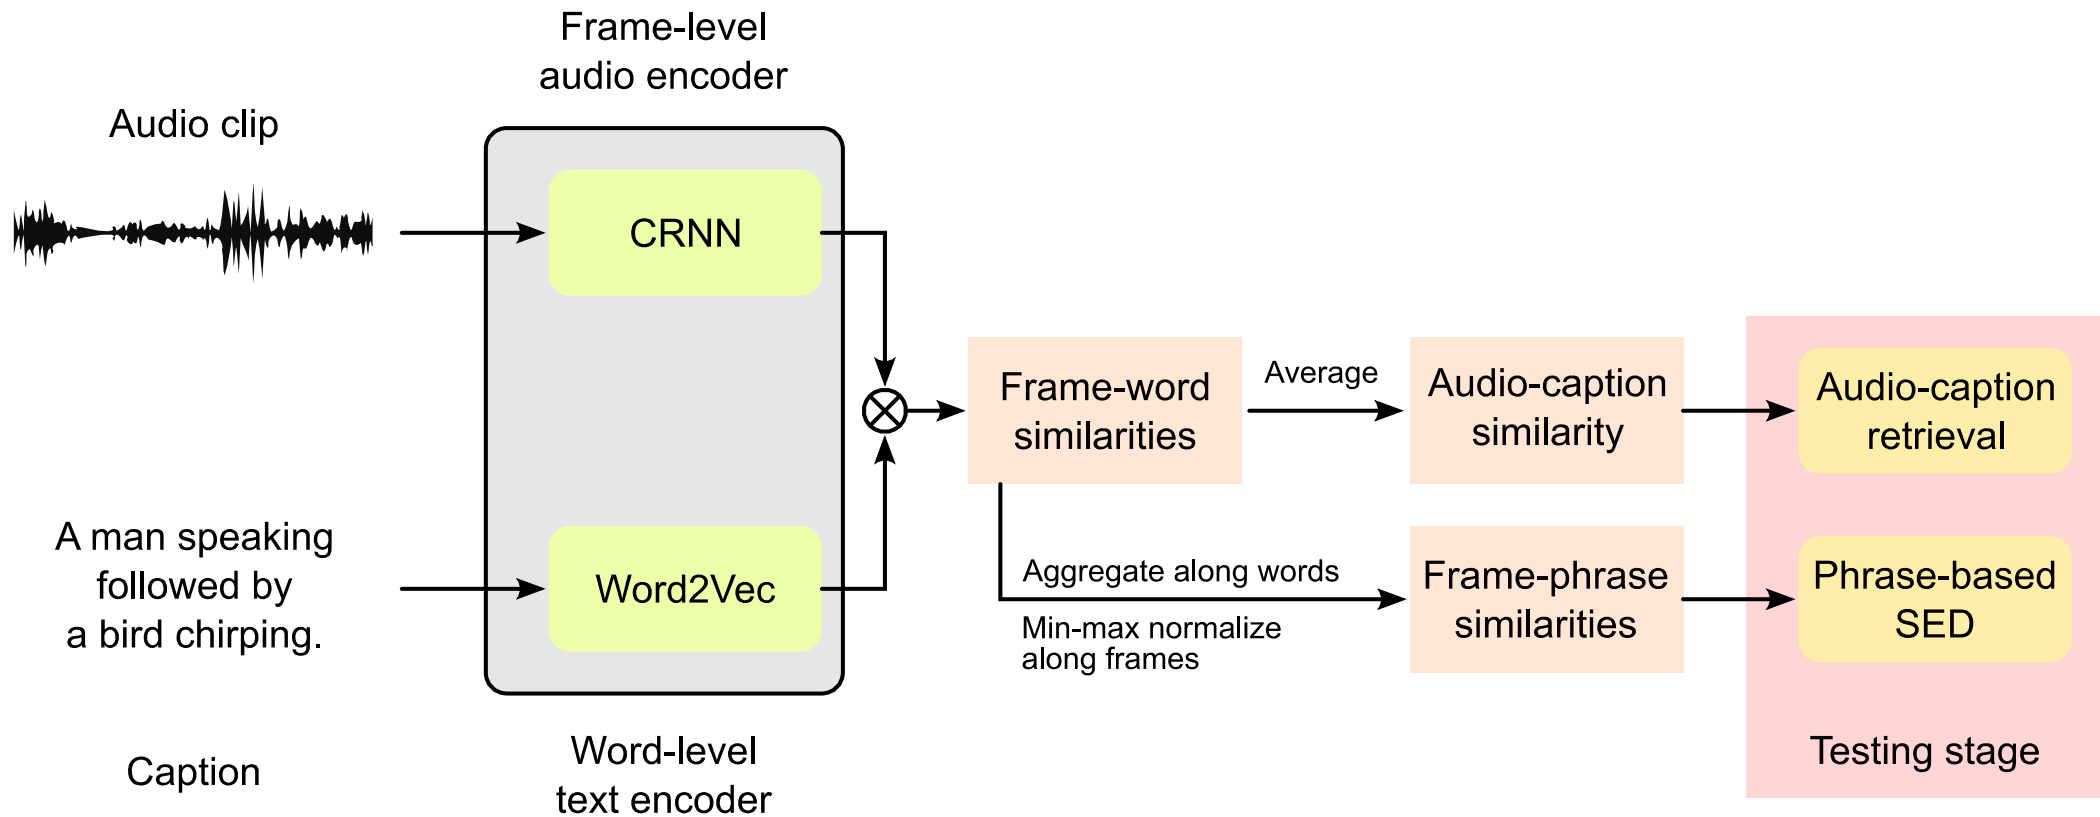 Frame-level
audio encoder
Audio clip
CRNN
A man speaking
followed by
a bird chirping.
Word2Vec
Caption
Word-level
text encoder
Frame-word
similarities
Average
Audio-caption
similarity
Audio-caption
retrieval
Aggregate along words
Min-max normalize
along frames
Frame-phrase
similarities
Phrase-based
SED
Testing stage